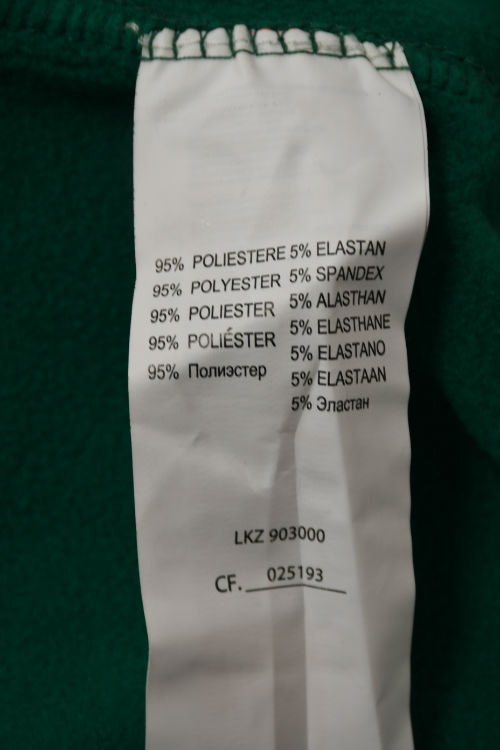 95% POLIESTERE 5% ELASTAN
95% POLYESTER 5% SPANDEX
95% POLIESTER 5% ALASTHAN
95% POLIÉSTER 5% ELASTHANE
95% Полиэстер 5% ELASTANO
5% ELASTAAN
5% Эластан
LKZ 903000
CF. 025193